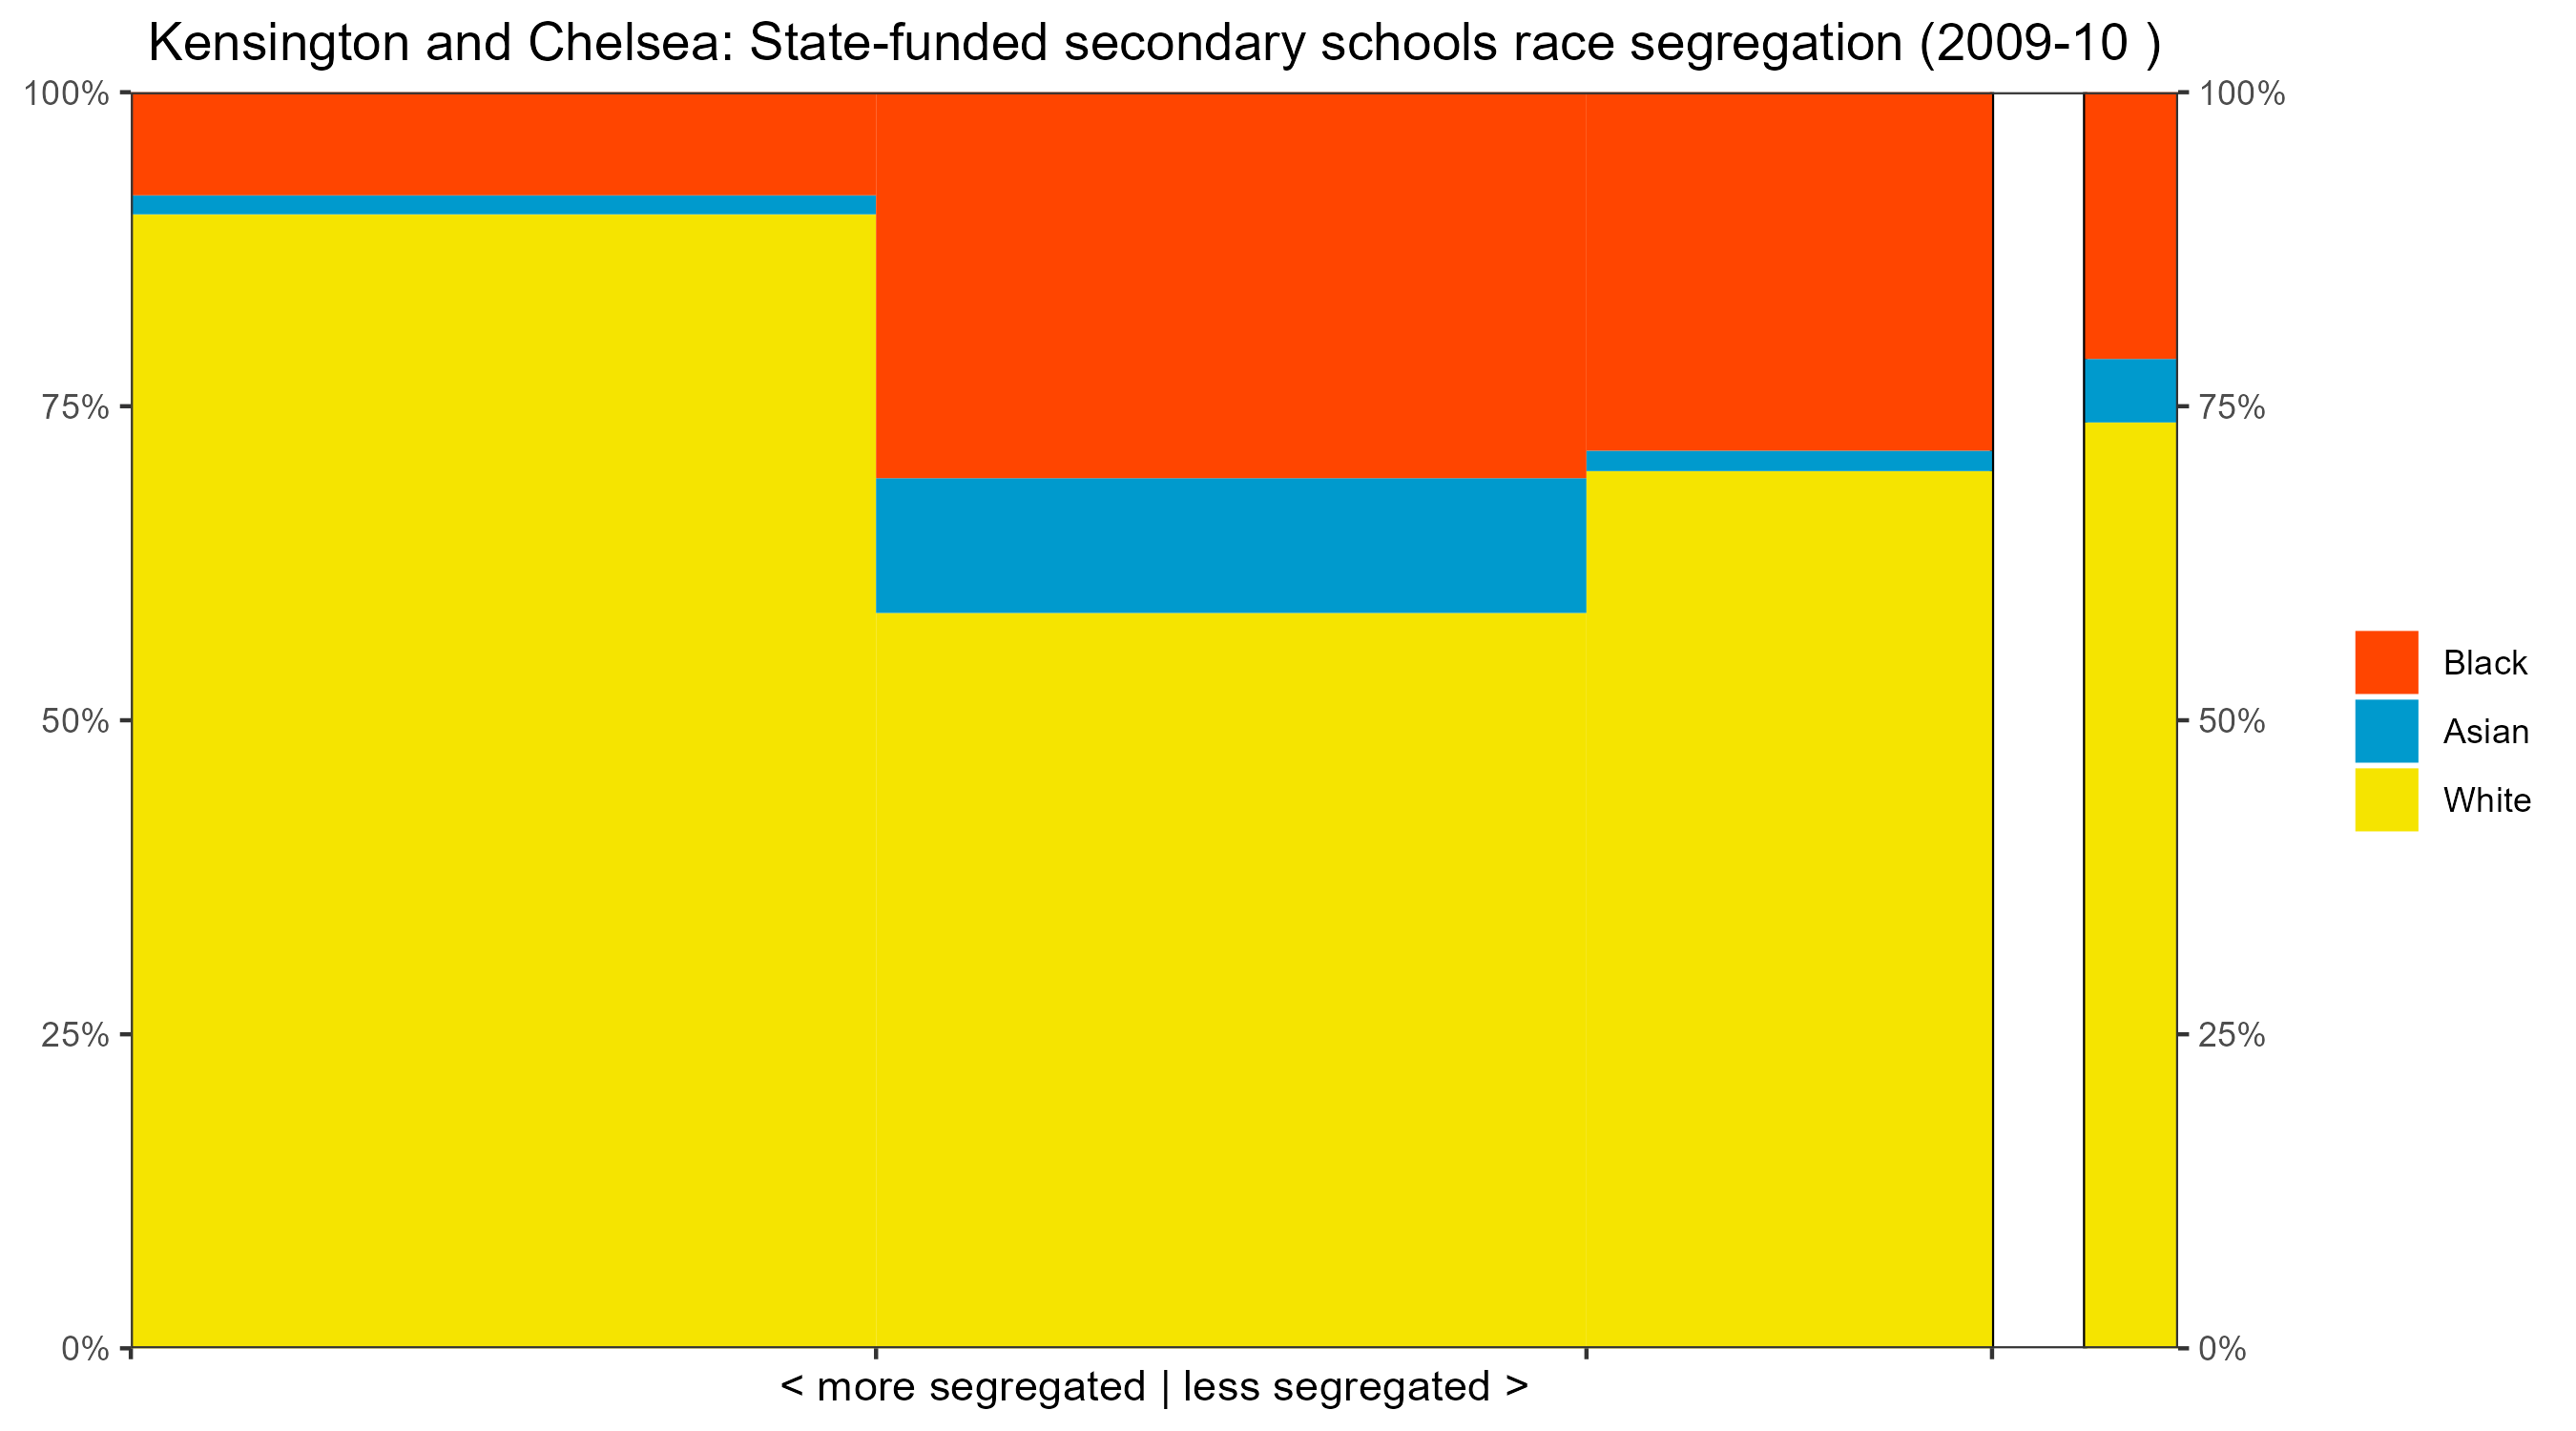 Kensington and Chelsea: State-funded secondary schools race segregation (2009-10 )
100%
100%
75%
75%
50%
50%
25%
25%
0%
0%
Black
Asian
White
< more segregated | less segregated >